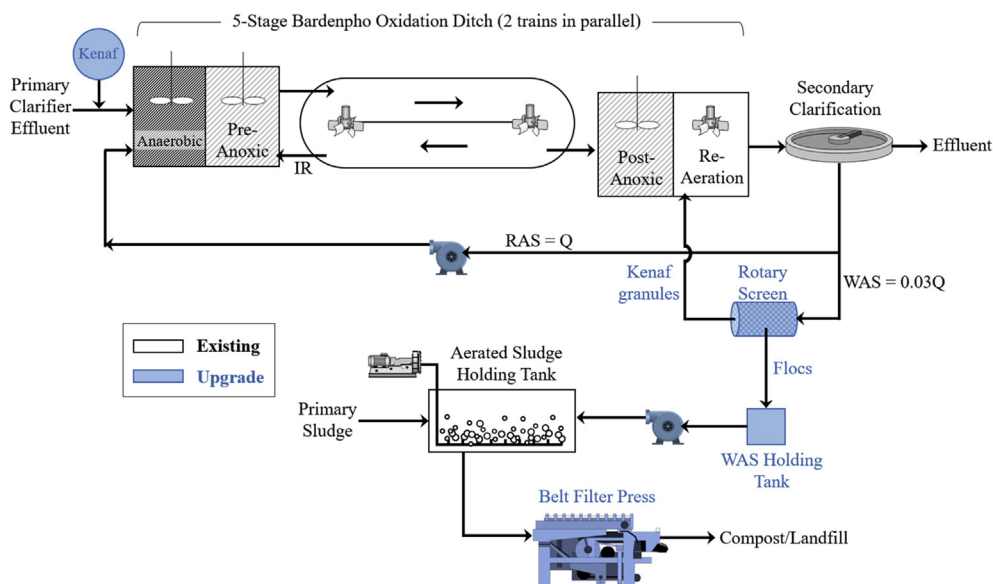 5-Stage Bardenpho Oxidation Ditch (2 trains in parallel)
Kenaf
Primary
Clarifier
Effluent
Anaerobic
Pre-
Anoxic
IR
Post-
Anoxic
Re-
Aeration
Secondary
Clarification
Effluent
RAS = Q
WAS = 0.03Q
Kenaf
granules
Rotary
Screen
Existing
Upgrade
Aerated Sludge
Holding Tank
Flocs
Primary
Sludge
WAS Holding
Tank
Belt Filter Press
Compost/Landfill